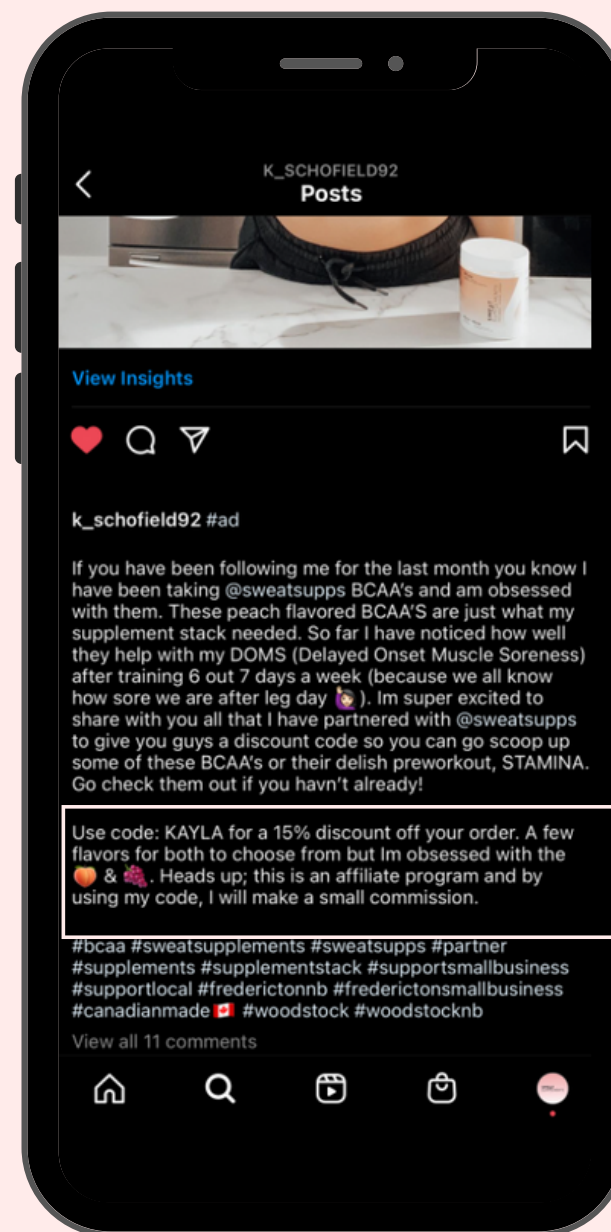 K_SCHOFIELD92
Posts
View Insights
k_schofield92 #ad
If you have been following me for the last month you know I
have been taking @sweatsupps BCAA's and am obsessed
with them. These peach flavored BCAA'S are just what my
supplement stack needed. So far I have noticed how well
they help with my DOMS (Delayed Onset Muscle Soreness)
after training 6 out 7 days a week (because we all know
how sore we are after leg day 🙋🏻‍♀️). Im super excited to
share with you all that I have partnered with @sweatsupps
to give you guys a discount code so you can go scoop up
some of these BCAA's or their delish preworkout, STAMINA.
Go check them out if you havn't already!
Use code: KAYLA for a 15% discount off your order. A few
flavors for both to choose from but Im obsessed with the
🍑 & 🍇. Heads up; this is an affiliate program and by
using my code, I will make a small commission.
#bcaa #sweatsupplements #sweatsupps #partner
#supplements #supplementstack #supportsmallbusiness
#supportlocal #frederictonnb #frederictonsmallbusiness
#canadianmade🇨🇦 #woodstock #woodstocknb
View all 11 comments